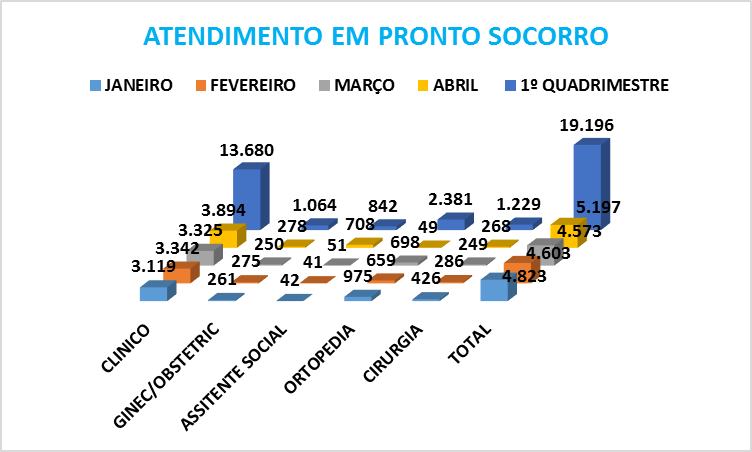 ATENDIMENTO EM PRONTO SOCORRO
JANEIRO FEVEREIRO MARÇO ABRIL 1º QUADRIMESTRE
19.196
13.680
1.064 842 2.381 1.229 5.197
3.894 278 708 49 268 4.573
3.325 250 51 698 249 4.603
3.342 275 41 659 286 4.823
3.119 261 42 975 426
CLINICO
GINEC/OBSTETRIC
ASSITENTE SOCIAL
ORTOPEDIA
CIRURGIA
TOTAL